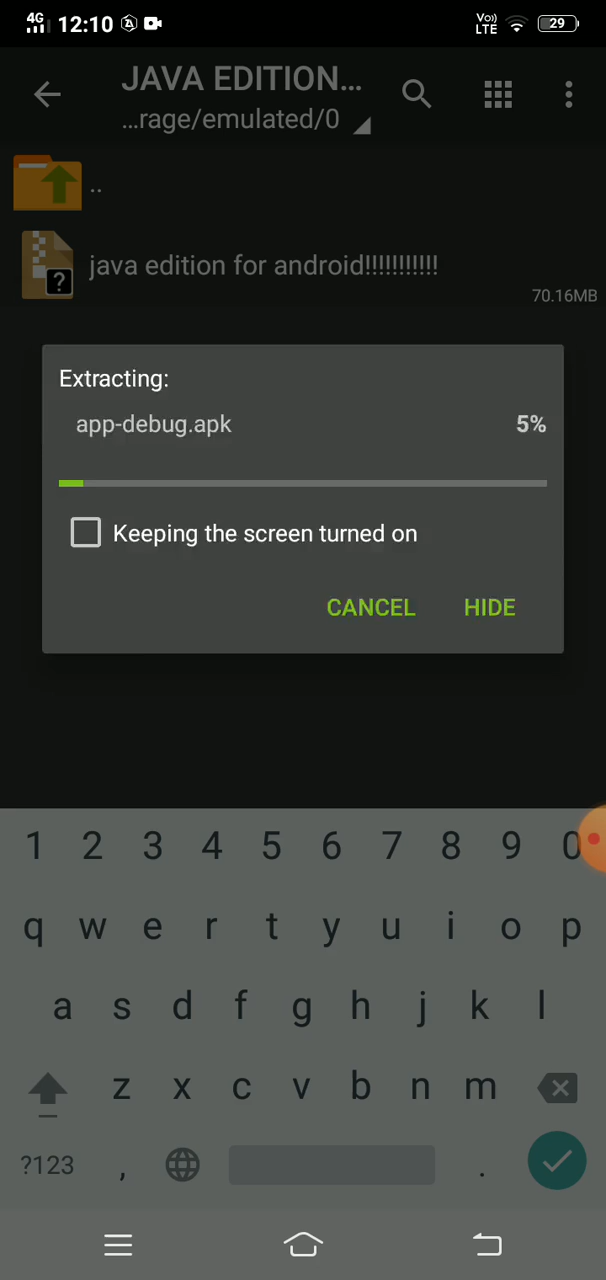 4G 12:10 Vo)) LTE 29
JAVA EDITION...
...rage/emulated/0
..
java edition for android!!!!!!!!!!!
?
70.16MB
Extracting:
app-debug.apk 5%
Keeping the screen turned on
CANCEL HIDE
1 2 3 4 5 6 7 8 9 0
q w e r t y u i o p
a s d f g h j k l
z x c v b n m
?123 , .